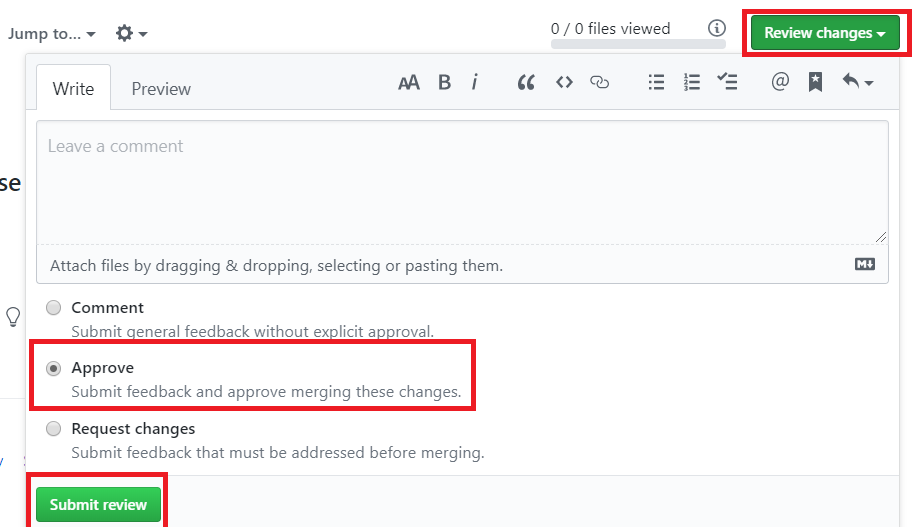 Jump to...
0 / 0 files viewed
Review changes
Write
Preview
AA B i
@
Leave a comment
se
Attach files by dragging & dropping, selecting or pasting them.
M
Comment
Submit general feedback without explicit approval.
Approve
Submit feedback and approve merging these changes.
Request changes
Submit feedback that must be addressed before merging.
Submit review